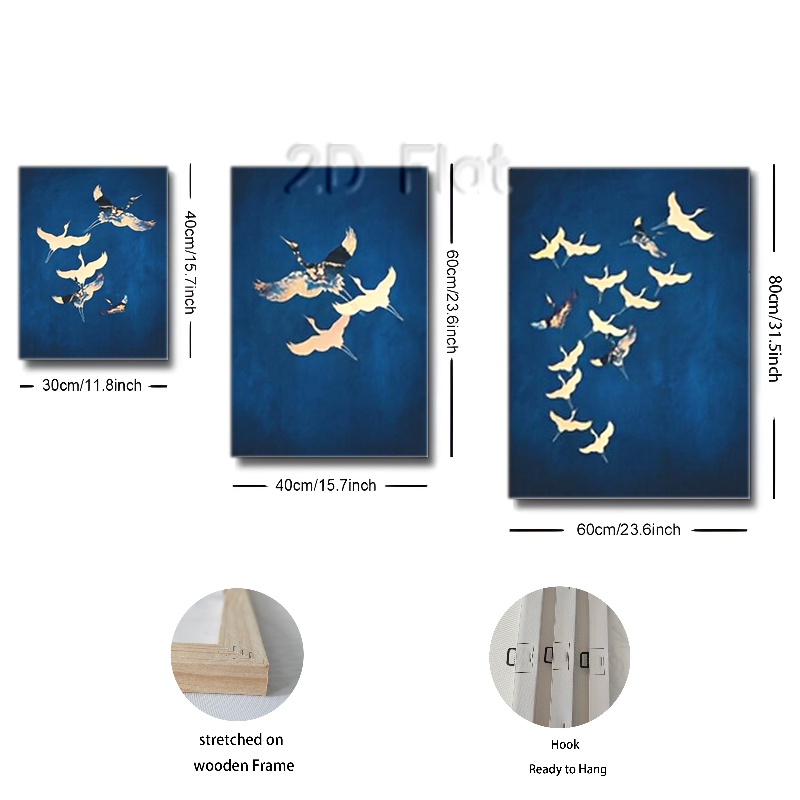 2D Flat
40cm/15.7inch
60cm/23.6inch
80cm/31.5inch
30cm/11.8inch
40cm/15.7inch
60cm/23.6inch
stretched on
wooden Frame
Hook
Ready to Hang